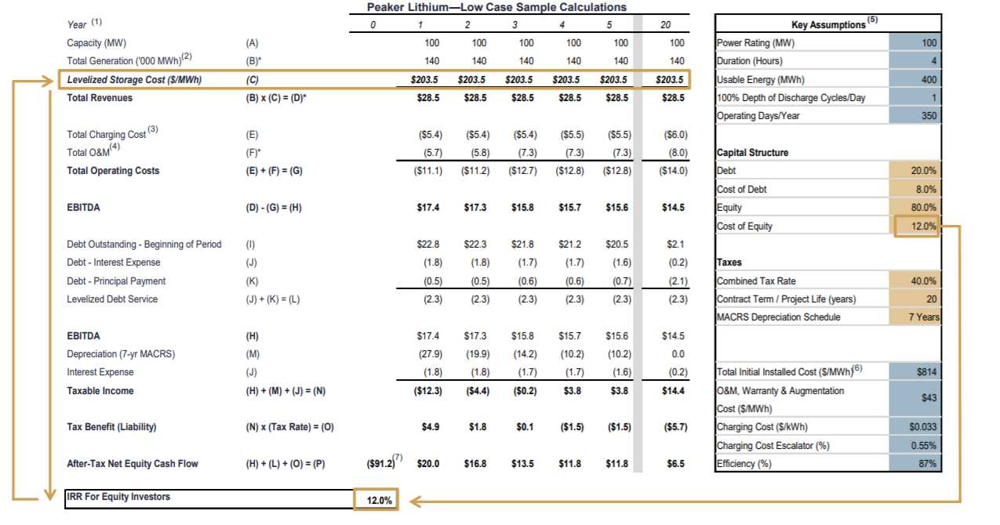 Peaker Lithium—Low Case Sample Calculations
Year (1) 0 1 2 3 4 5 20
Capacity (MW) (A) 100 100 100 100 100 100
Total Generation ('000 MWh)(2) (B)* 140 140 140 140 140 140
Levelized Storage Cost ($/MWh) (C) $203.5 $203.5 $203.5 $203.5 $203.5 $203.5
Total Revenues (B) x (C) = (D)* $28.5 $28.5 $28.5 $28.5 $28.5 $28.5
Total Charging Cost (3) (E) ($5.4) ($5.4) ($5.4) ($5.5) ($5.5) ($6.0)
Total O&M(4) (F)* (5.7) (5.8) (7.3) (7.3) (7.3) (8.0)
Total Operating Costs (E) + (F) = (G) ($11.1) ($11.2) ($12.7) ($12.8) ($12.8) ($14.0)
EBITDA (D) - (G) = (H) $17.4 $17.3 $15.8 $15.7 $15.6 $14.5
Debt Outstanding - Beginning of Period (I) $22.8 $22.3 $21.8 $21.2 $20.5 $2.1
Debt - Interest Expense (J) (1.8) (1.8) (1.7) (1.7) (1.6) (0.2)
Debt - Principal Payment (K) (0.5) (0.5) (0.6) (0.6) (0.7) (2.1)
Levelized Debt Service (J) + (K) = (L) (2.3) (2.3) (2.3) (2.3) (2.3) (2.3)
EBITDA (H) $17.4 $17.3 $15.8 $15.7 $15.6 $14.5
Depreciation (7-yr MACRS) (M) (27.9) (19.9) (14.2) (10.2) (10.2) 0.0
Interest Expense (J) (1.8) (1.8) (1.7) (1.7) (1.6) (0.2)
Taxable Income (H) + (M) + (J) = (N) ($12.3) ($4.4) ($0.2) $3.8 $3.8 $14.4
Tax Benefit (Liability) (N) x (Tax Rate) = (O) $4.9 $1.8 $0.1 ($1.5) ($1.5) ($5.7)
After-Tax Net Equity Cash Flow (H) + (L) + (O) = (P) ($91.2)(7) $20.0 $16.8 $13.5 $11.8 $11.8 $6.5
IRR For Equity Investors 12.0%
Key Assumptions (5)
Power Rating (MW) 100
Duration (Hours) 4
Usable Energy (MWh) 400
100% Depth of Discharge Cycles/Day 1
Operating Days/Year 350
Capital Structure
Debt 20.0%
Cost of Debt 8.0%
Equity 80.0%
Cost of Equity 12.0%
Taxes
Combined Tax Rate 40.0%
Contract Term / Project Life (years) 20
MACRS Depreciation Schedule 7 Years
Total Initial Installed Cost ($/MWh)(6) $814
O&M, Warranty & Augmentation
Cost ($/MWh) $43
Charging Cost ($/kWh) $0.033
Charging Cost Escalator (%) 0.55%
Efficiency (%) 87%